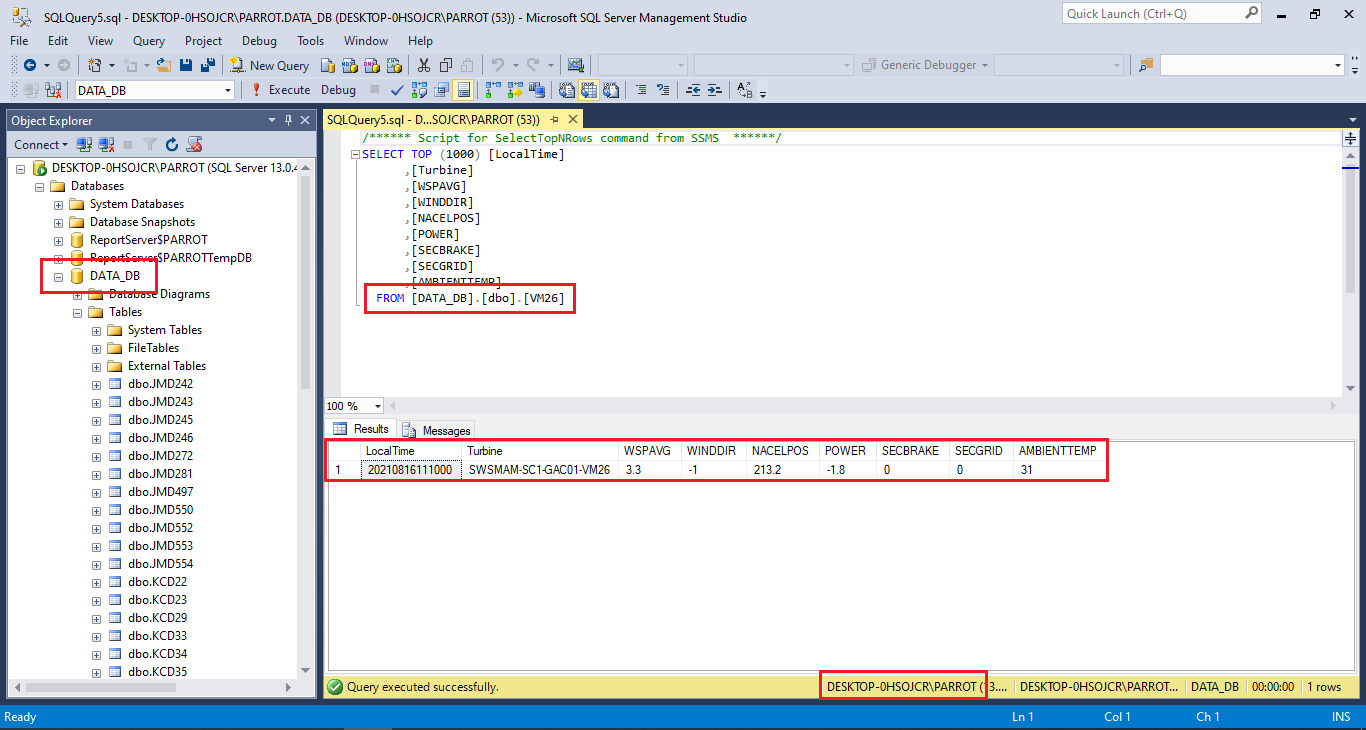 SQLQuery5.sql - DESKTOP-0HSOJCR\PARROT.DATA_DB (DESKTOP-0HSOJCR\PARROT (53)) - Microsoft SQL Server Management Studio
Quick Launch (Ctrl+Q)
File Edit View Query Project Debug Tools Window Help
New Query
Generic Debugger
DATA_DB
Execute Debug
Object Explorer
Connect
DESKTOP-0HSOJCR\PARROT (SQL Server 13.0.4
Databases
System Databases
Database Snapshots
ReportServer$PARROT
ReportServer$PARROTTempDB
DATA_DB
Database Diagrams
Tables
System Tables
FileTables
External Tables
dbo.JMD242
dbo.JMD243
dbo.JMD245
dbo.JMD246
dbo.JMD272
dbo.JMD281
dbo.JMD497
dbo.JMD550
dbo.JMD552
dbo.JMD553
dbo.JMD554
dbo.KCD22
dbo.KCD23
dbo.KCD29
dbo.KCD33
dbo.KCD34
dbo.KCD35
SQLQuery5.sql - D...SOJCR\PARROT (53))
/****** Script for SelectTopNRows command from SSMS ******/
SELECT TOP (1000) [LocalTime]
,[Turbine]
,[WSPAVG]
,[WINDDIR]
,[NACELPOS]
,[POWER]
,[SECBRAKE]
,[SECGRID]
,[AMBIENTTEMP]
FROM [DATA_DB].[dbo].[VM26]
100 %
Results Messages
LocalTime Turbine WSPAVG WINDDIR NACELPOS POWER SECBRAKE SECGRID AMBIENTTEMP
1 20210816111000 SWSMAM-SC1-GAC01-VM26 3.3 -1 213.2 -1.8 0 0 31
Query executed successfully. DESKTOP-0HSOJCR\PARROT (13.... DESKTOP-0HSOJCR\PARROT... DATA_DB 00:00:00 1 rows
Ready Ln 1 Col 1 Ch 1 INS